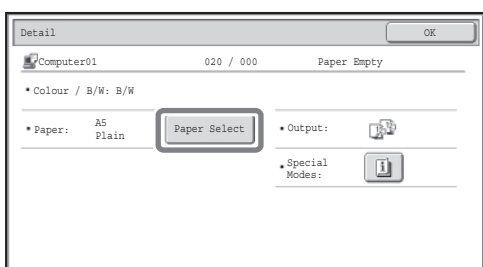 Detail OK
Computer01 020 / 000 Paper Empty
Colour / B/W: B/W
Paper: A5 Plain Paper Select Output:
Special Modes: